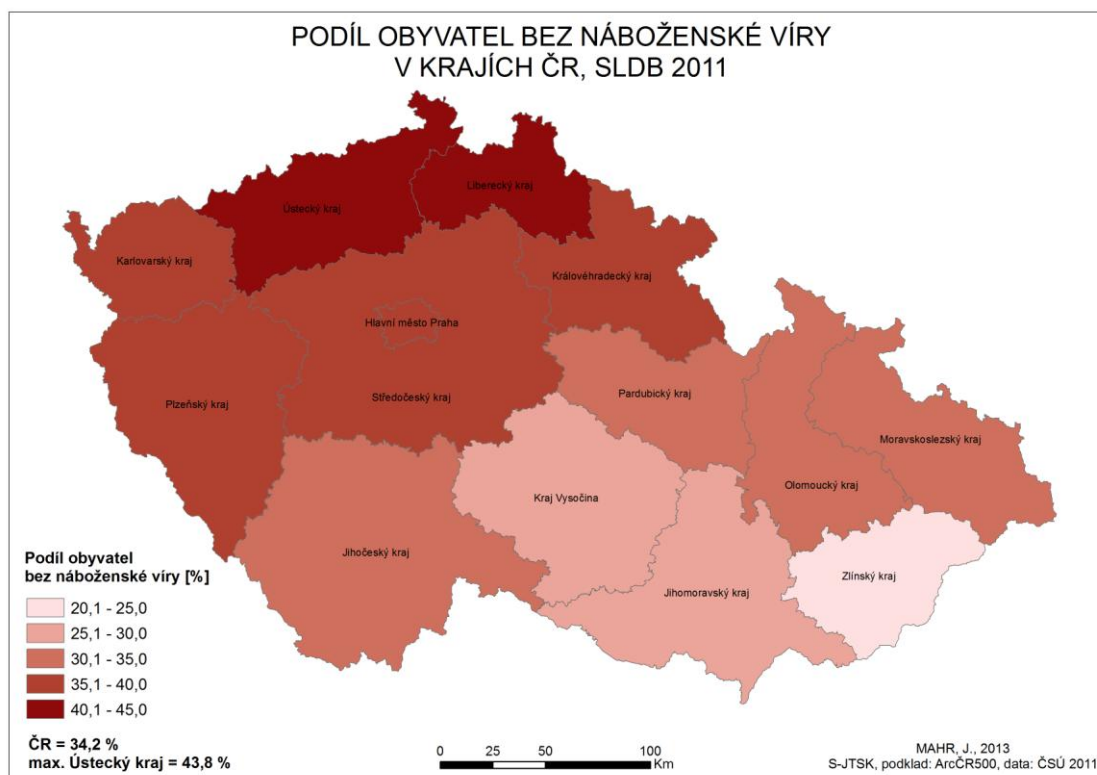 PODÍL OBYVATEL BEZ NÁBOŽENSKÉ VÍRY
V KRAJÍCH ČR, SLDB 2011
Liberecký kraj
Ústecký kraj
Karlovarský kraj
Královéhradecký kraj
Hlavní město Praha
Plzeňský kraj
Středočeský kraj
Pardubický kraj
Moravskoslezský kraj
Olomoucký kraj
Kraj Vysočina
Jihočeský kraj
Zlínský kraj
Jihomoravský kraj
Podíl obyvatel
bez náboženské víry [%]
20,1 - 25,0
25,1 - 30,0
30,1 - 35,0
35,1 - 40,0
40,1 - 45,0
ČR = 34,2 %
max. Ústecký kraj = 43,8 %
0 25 50 100
Km
MAHR, J., 2013
S-JTSK, podklad: ArcČR500, data: ČSÚ 2011